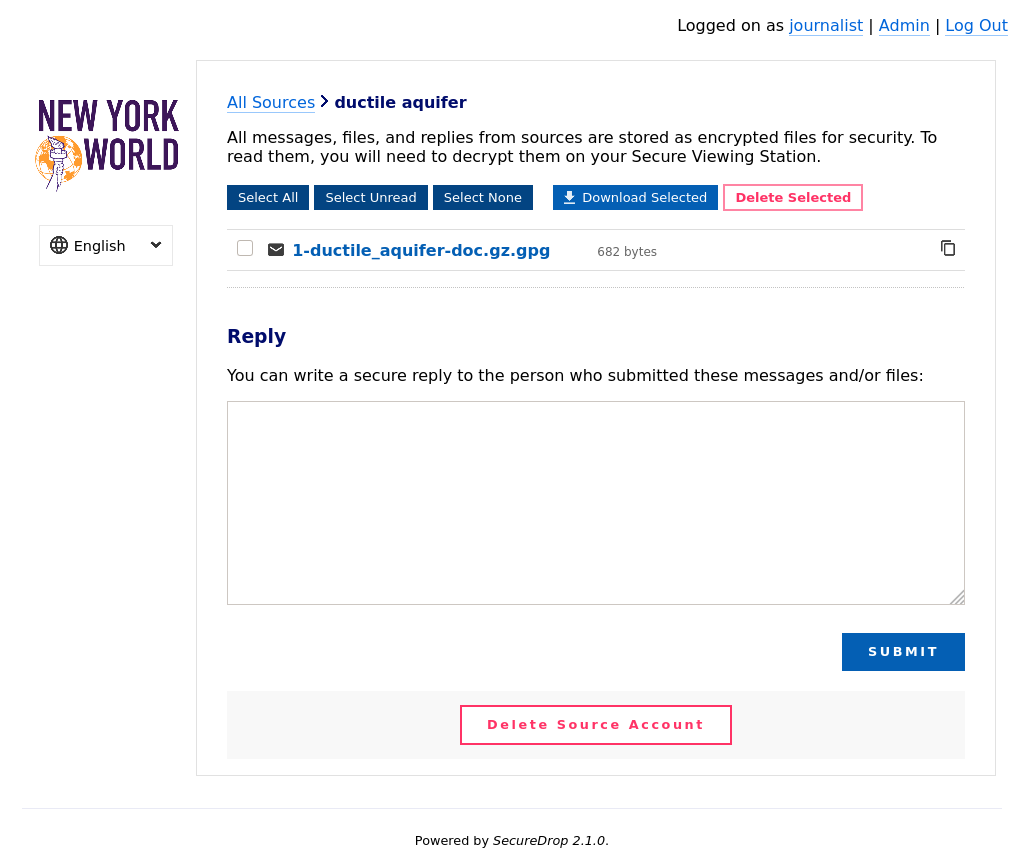 Logged on as journalist | Admin | Log Out
NEW YORK
WORLD
English
All Sources ductile aquifer
All messages, files, and replies from sources are stored as encrypted files for security. To
read them, you will need to decrypt them on your Secure Viewing Station.
Select All Select Unread Select None Download Selected Delete Selected
1-ductile_aquifer-doc.gz.gpg 682 bytes
Reply
You can write a secure reply to the person who submitted these messages and/or files:
SUBMIT
Delete Source Account
Powered by SecureDrop 2.1.0.